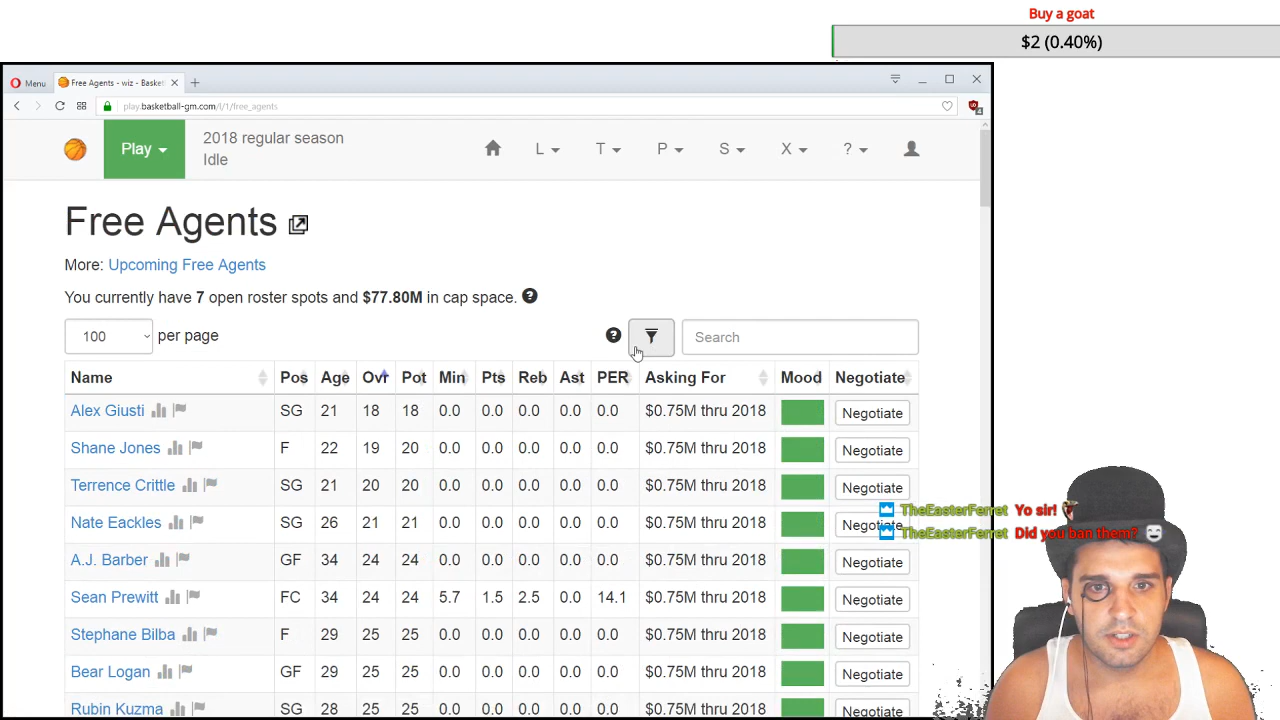 Buy a goat
$2 (0.40%)
Menu
Free Agents - wiz - Basket
play.basketball-gm.com/l/1/free_agents
Play
2018 regular season
Idle
L
T
P
S
X
?
Free Agents
More: Upcoming Free Agents
You currently have 7 open roster spots and $77.80M in cap space.
100 per page
Search
Name Pos Age Ovr Pot Min Pts Reb Ast PER Asking For Mood Negotiate
Alex Giusti SG 21 18 18 0.0 0.0 0.0 0.0 0.0 $0.75M thru 2018 Negotiate
Shane Jones F 22 19 20 0.0 0.0 0.0 0.0 0.0 $0.75M thru 2018 Negotiate
Terrence Crittle SG 21 20 20 0.0 0.0 0.0 0.0 0.0 $0.75M thru 2018 Negotiate
Nate Eackles SG 26 21 21 0.0 0.0 0.0 0.0 0.0 $0.75M thru 2018 Negotiate
A.J. Barber GF 34 24 24 0.0 0.0 0.0 0.0 0.0 $0.75M thru 2018 Negotiate
Sean Prewitt FC 34 24 24 3.7 1.5 2.5 0.0 14.1 $0.75M thru 2018 Negotiate
Stephane Bilba F 29 25 25 0.0 0.0 0.0 0.0 0.0 $0.75M thru 2018 Negotiate
Bear Logan GF 29 25 25 0.0 0.0 0.0 0.0 0.0 $0.75M thru 2018 Negotiate
Rubin Kuzma SG 28 25 25 0.0 0.0 0.0 0.0 0.0 $0.75M thru 2018 Negotiate
TheEasterFerret Yo sir!
TheEasterFerret Did you ban them?